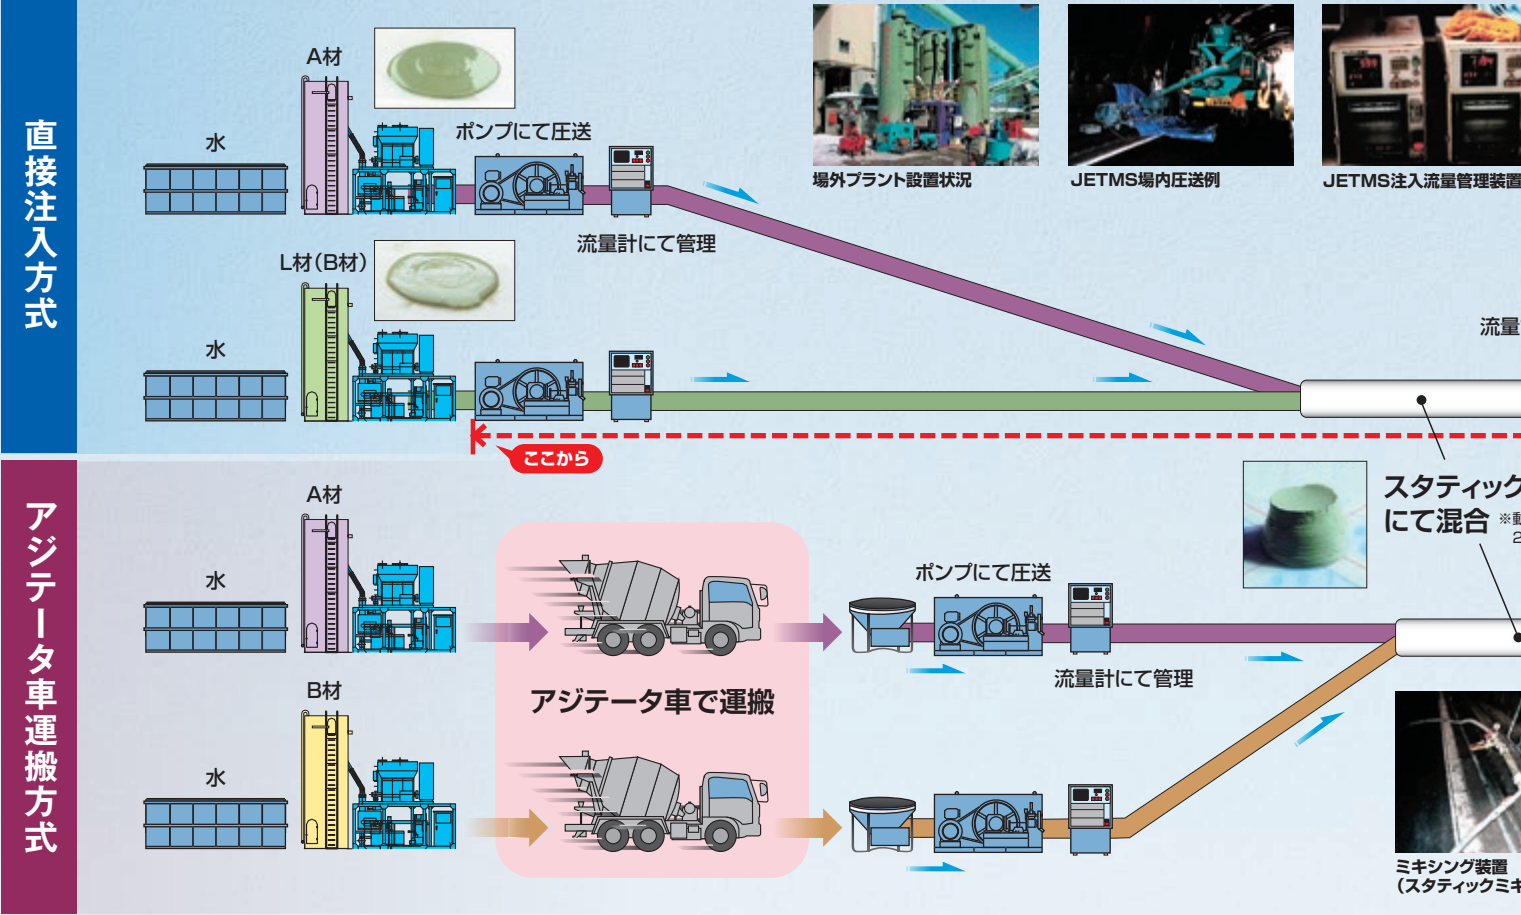 直接注入方式
A材
水
ポンプにて圧送
流量計にて管理
L材（B材）
水
場外プラント設置状況
JETMS場内圧送例
JETMS注入流量管理装置
流量
ここから
スタティック
にて混合
※動
2
アジテータ車運搬方式
A材
水
アジテータ車で運搬
ポンプにて圧送
流量計にて管理
B材
水
ミキシング装置
（スタティックミキ